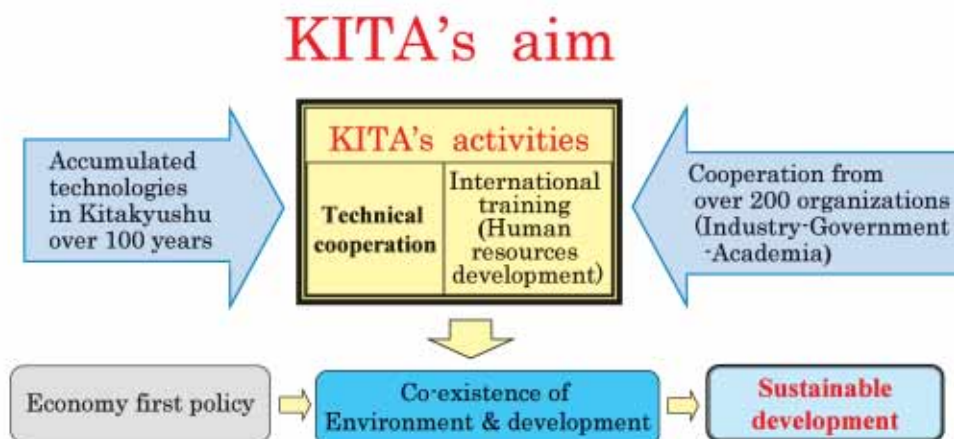 KITA's aim
Accumulated
technologies
in Kitakyushu
over 100 years
KITA's activities
Technical
cooperation
International
training
(Human
resources
development)
Cooperation from
over 200 organizations
(Industry-Government
-Academia)
Economy first policy
Co-existence of
Environment & development
Sustainable
development